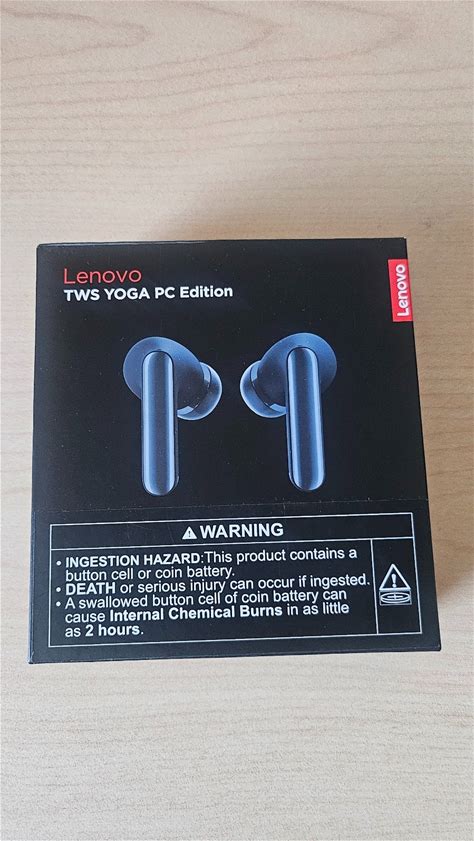 Lenovo
TWS YOGA PC Edition
Lenovo
WARNING
• INGESTION HAZARD:This product contains a
button cell or coin battery.
• DEATH or serious injury can occur if ingested.
• A swallowed button cell of coin battery can
cause Internal Chemical Burns in as little
as 2 hours.